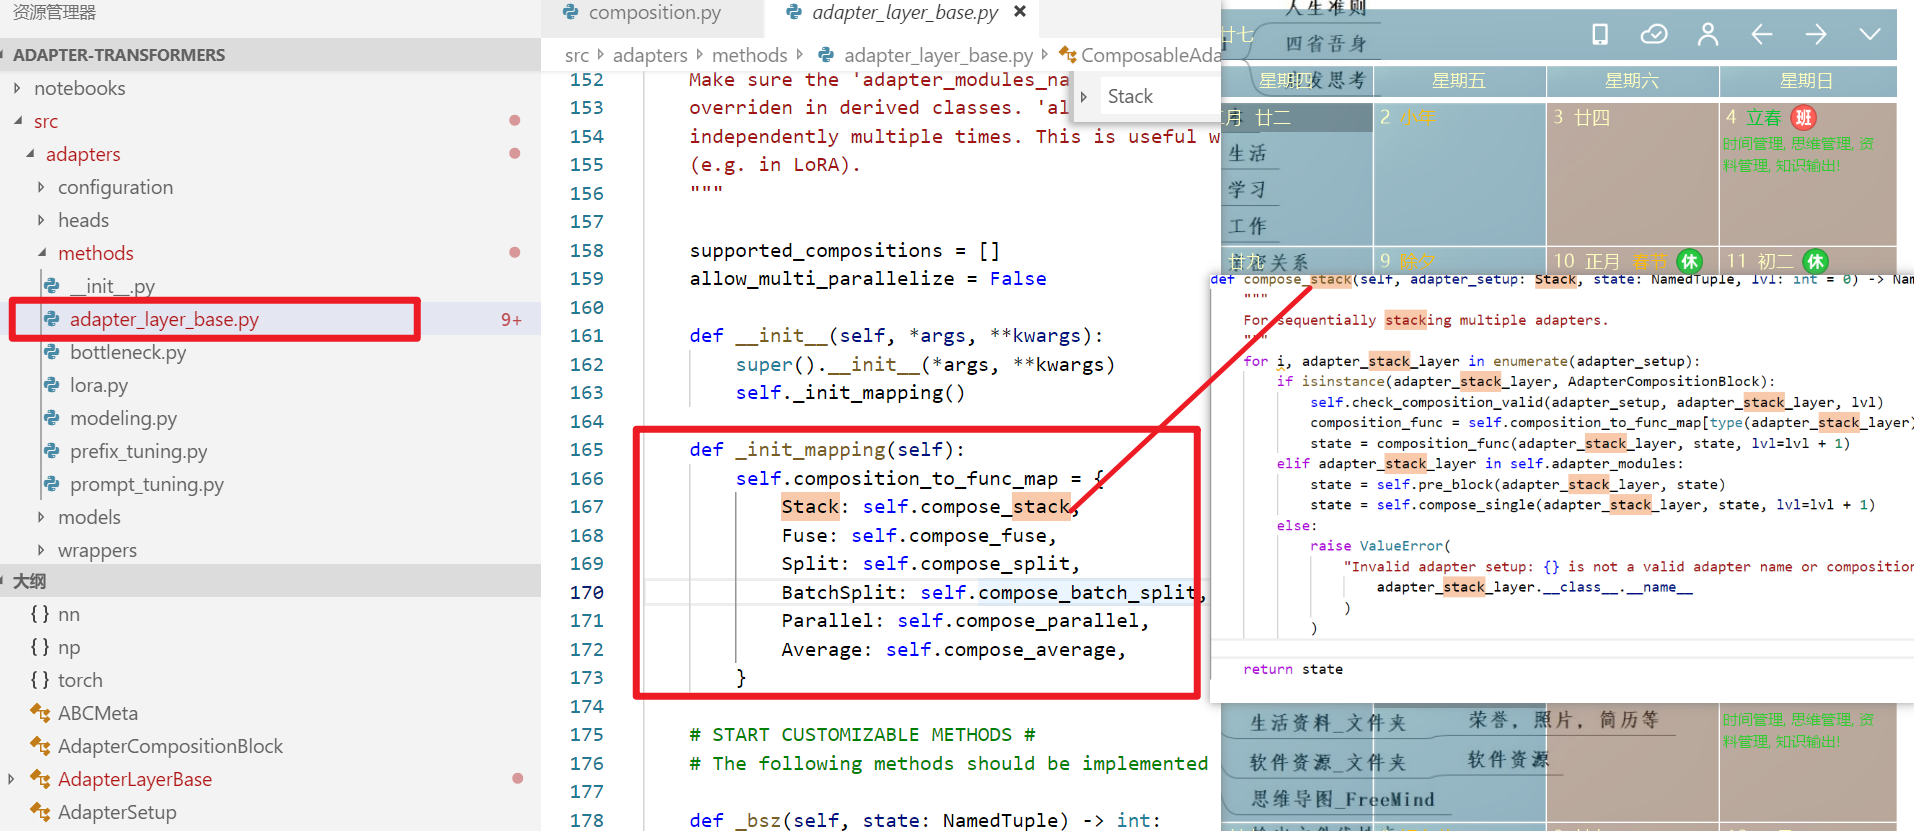 资源管理器
ADAPTER-TRANSFORMERS
notebooks
src
adapters
configuration
heads
methods
__init__.py
adapter_layer_base.py 9+
bottleneck.py
lora.py
modeling.py
prefix_tuning.py
prompt_tuning.py
models
wrappers
大纲
{} nn
{} np
{} torch
ABCMeta
AdapterCompositionBlock
AdapterLayerBase
AdapterSetup
composition.py
adapter_layer_base.py ×
src > adapters > methods > adapter_layer_base.py > ComposableAda
Stack
152 Make sure the 'adapter_modules_na
153 overriden in derived classes. 'al
154 independently multiple times. This is useful w
155 (e.g. in LoRA).
156 """
157
158 supported_compositions = []
159 allow_multi_parallelize = False
160
161 def __init__(self, *args, **kwargs):
162 super().__init__(*args, **kwargs)
163 self._init_mapping()
164
165 def _init_mapping(self):
166 self.composition_to_func_map = {
167 Stack: self.compose_stack,
168 Fuse: self.compose_fuse,
169 Split: self.compose_split,
170 BatchSplit: self.compose_batch_split,
171 Parallel: self.compose_parallel,
172 Average: self.compose_average,
173 }
174
175 # START CUSTOMIZABLE METHODS #
176 # The following methods should be implemented
177
178 def _bsz(self, state: NamedTuple) -> int:
人生准则
廿七
四省吾身
星期四 星期五 星期六 星期日
思考
月 廿二
2 小年
3 廿四
4 立春 班
时间管理, 思维管理, 资
料管理, 知识输出!
生活
学习
工作
廿九
关系
9 除夕
10 正月 春节 休
11 初二 休
def compose_stack(self, adapter_setup: Stack, state: NamedTuple, lvl: int = 0) -> Nam
"""
For sequentially stacking multiple adapters.
"""
for i, adapter_stack_layer in enumerate(adapter_setup):
if isinstance(adapter_stack_layer, AdapterCompositionBlock):
self.check_composition_valid(adapter_setup, adapter_stack_layer, lvl)
composition_func = self.composition_to_func_map[type(adapter_stack_layer)
state = composition_func(adapter_stack_layer, state, lvl=lvl + 1)
elif adapter_stack_layer in self.adapter_modules:
state = self.pre_block(adapter_stack_layer, state)
state = self.compose_single(adapter_stack_layer, state, lvl=lvl + 1)
else:
raise ValueError(
"Invalid adapter setup: {} is not a valid adapter name or composition
adapter_stack_layer.__class__.__name__
)
)
return state
生活资料_文件夹
荣誉, 照片, 简历等
时间管理, 思维管理, 资
料管理, 知识输出!
软件资源_文件夹
软件资源
思维导图_FreeMind